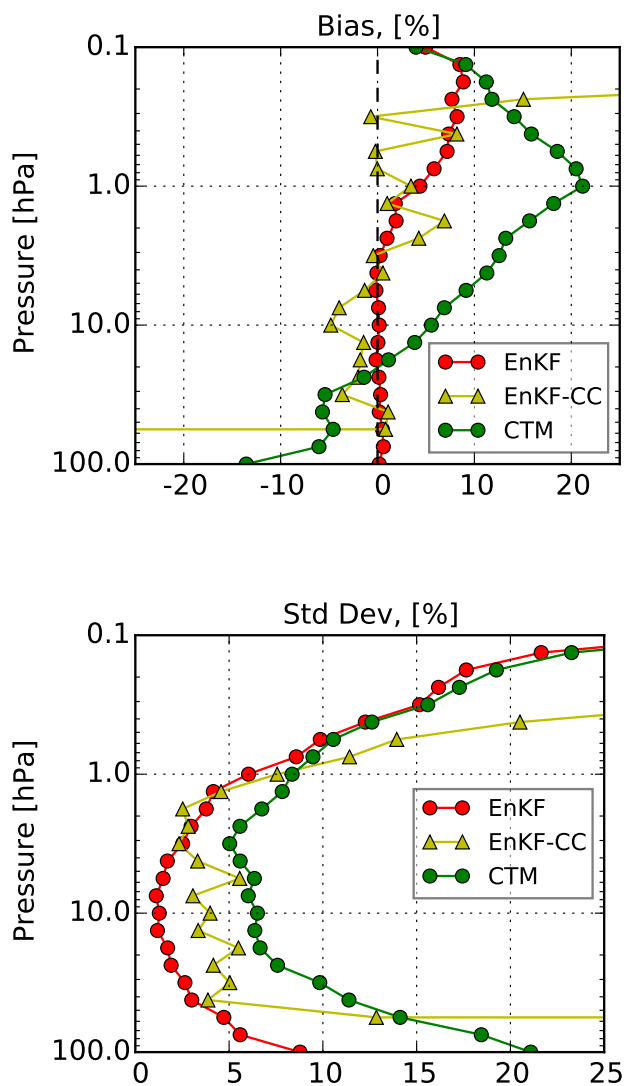 Bias, [%]
0.1
1.0
10.0
100.0
Pressure [hPa]
EnKF
EnKF-CC
CTM
-20 -10 0 10 20
Std Dev, [%]
0.1
1.0
10.0
100.0
Pressure [hPa]
EnKF
EnKF-CC
CTM
0 5 10 15 20 25